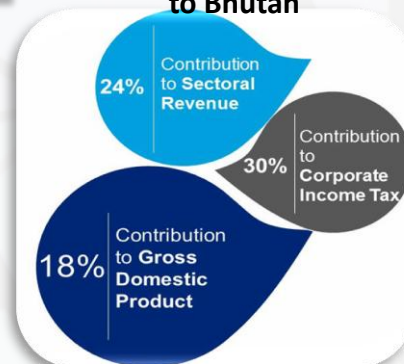 to Bhutan
24%
Contribution
to Sectoral
Revenue
30%
Contribution
to
Corporate
Income Tax
18%
Contribution
to Gross
Domestic
Product